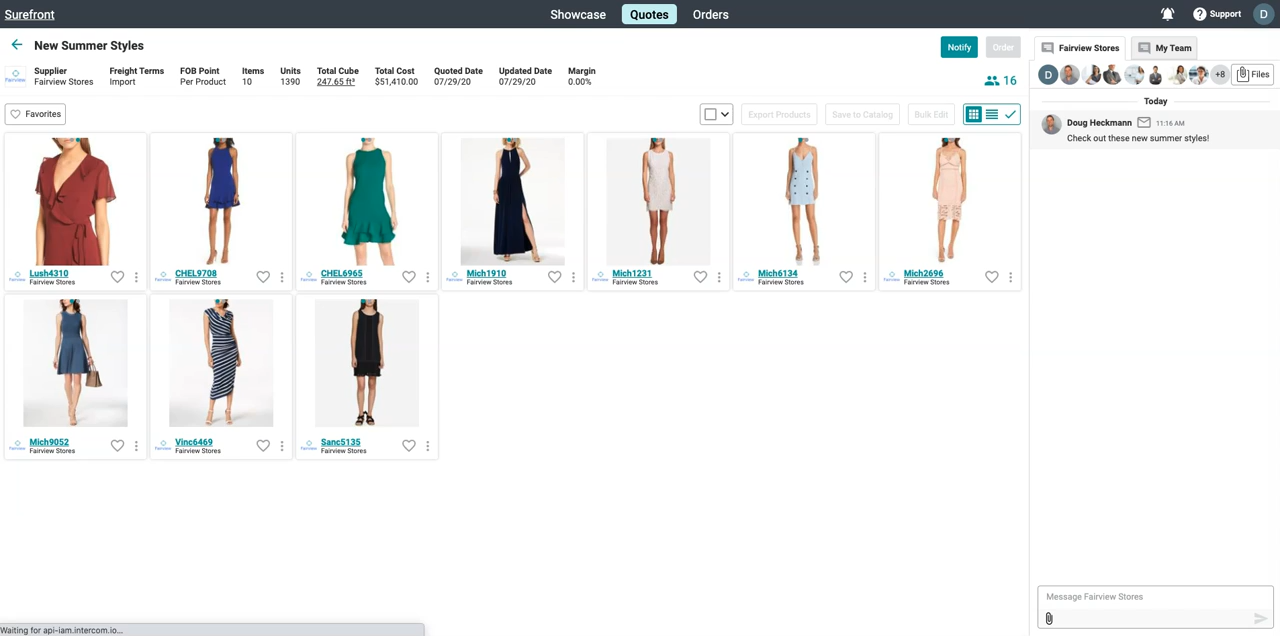 Surefront
Showcase
Quotes
Orders
Support
D
New Summer Styles
Notify
Order
Supplier
Fairview Stores
Freight Terms
Import
FOB Point
Per Product
Items
10
Units
1390
Total Cube
247.65 ft³
Total Cost
$51,410.00
Quoted Date
07/29/20
Updated Date
07/29/20
Margin
0.00%
16
Favorites
Export Products
Save to Catalog
Bulk Edit
Lush4310
Fairview Stores
CHEL9708
Fairview Stores
CHEL6965
Fairview Stores
Mich1910
Fairview Stores
Mich1231
Fairview Stores
Mich6134
Fairview Stores
Mich2696
Fairview Stores
Mich9052
Fairview Stores
Vinc6469
Fairview Stores
Sanc5135
Fairview Stores
Fairview Stores
My Team
D
+8
Files
Today
Doug Heckmann
11:16 AM
Check out these new summer styles!
Message Fairview Stores
Waiting for api-iam.intercom.io...